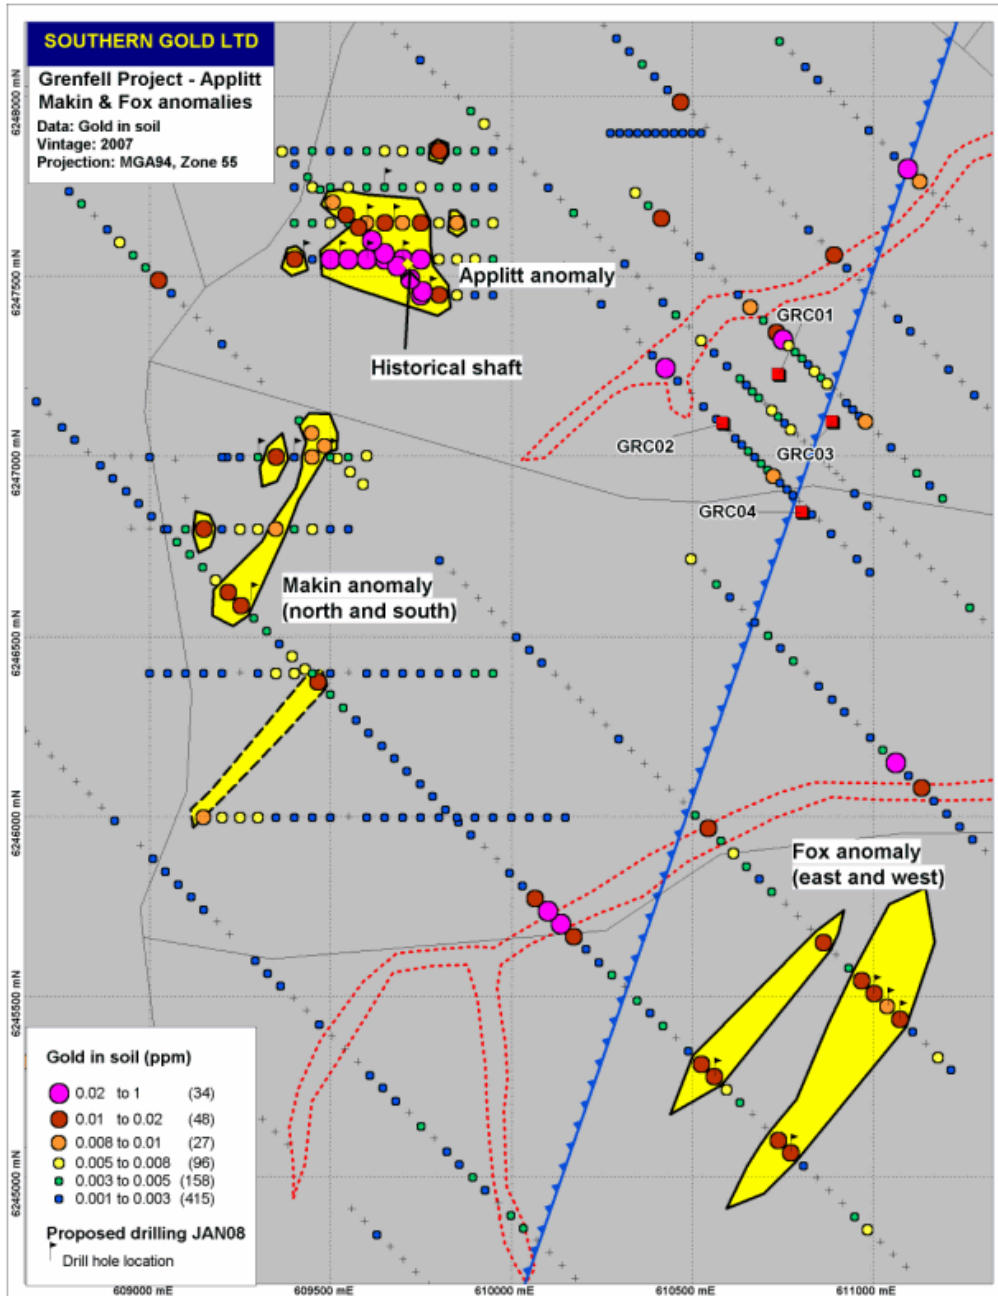 SOUTHERN GOLD LTD
Grenfell Project - Applitt
Makin & Fox anomalies
Data: Gold in soil
Vintage: 2007
Projection: MGA94, Zone 55
6248000 mN
6247500 mN
6247000 mN
6246500 mN
6246000 mN
6245500 mN
6245000 mN
Applitt anomaly
Historical shaft
GRC01
GRC02
GRC03
GRC04
Makin anomaly
(north and south)
Fox anomaly
(east and west)
Gold in soil (ppm)
0.02 to 1 (34)
0.01 to 0.02 (48)
0.008 to 0.01 (27)
0.005 to 0.008 (96)
0.003 to 0.005 (158)
0.001 to 0.003 (415)
Proposed drilling JAN08
Drill hole location
609000 mE
609500 mE
610000 mE
610500 mE
611000 mE